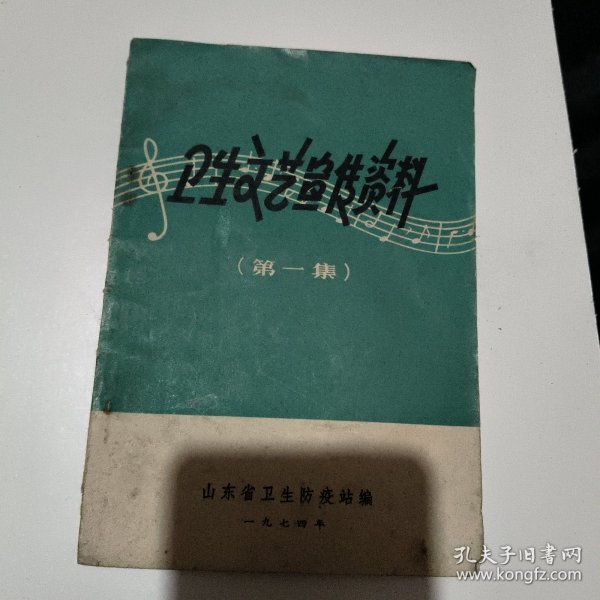 卫生文艺宣传资料
（第一集）
山东省卫生防疫站编
一九七四年
孔夫子旧书网
www.kongfz.com